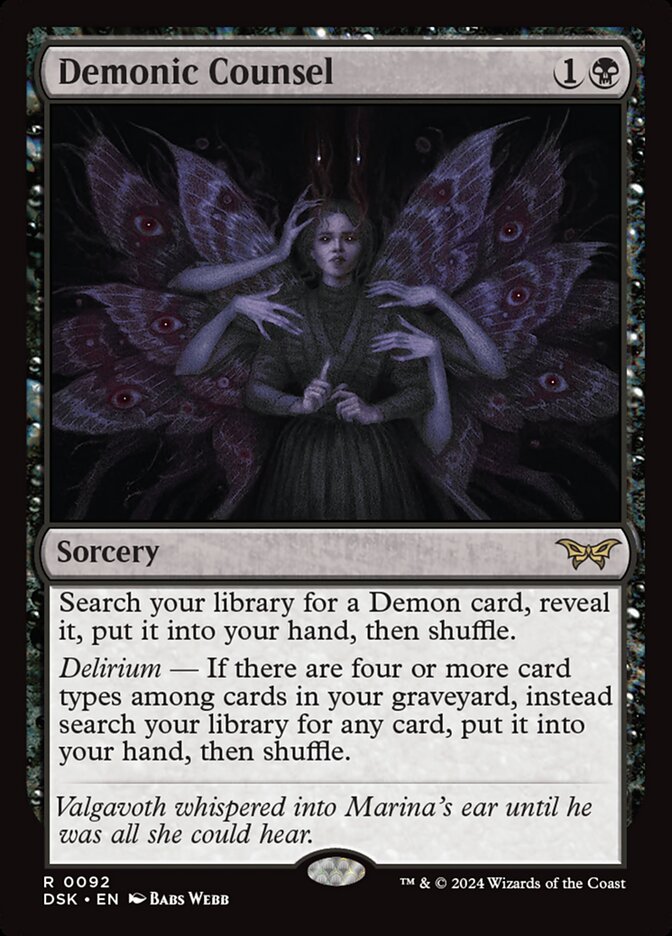 Demonic Counsel 1
Sorcery
Search your library for a Demon card, reveal
it, put it into your hand, then shuffle.
Delirium — If there are four or more card
types among cards in your graveyard, instead
search your library for any card, put it into
your hand, then shuffle.
Valgavoth whispered into Marina's ear until he
was all she could hear.
R 0092
DSK • EN Babs Webb
™ & © 2024 Wizards of the Coast